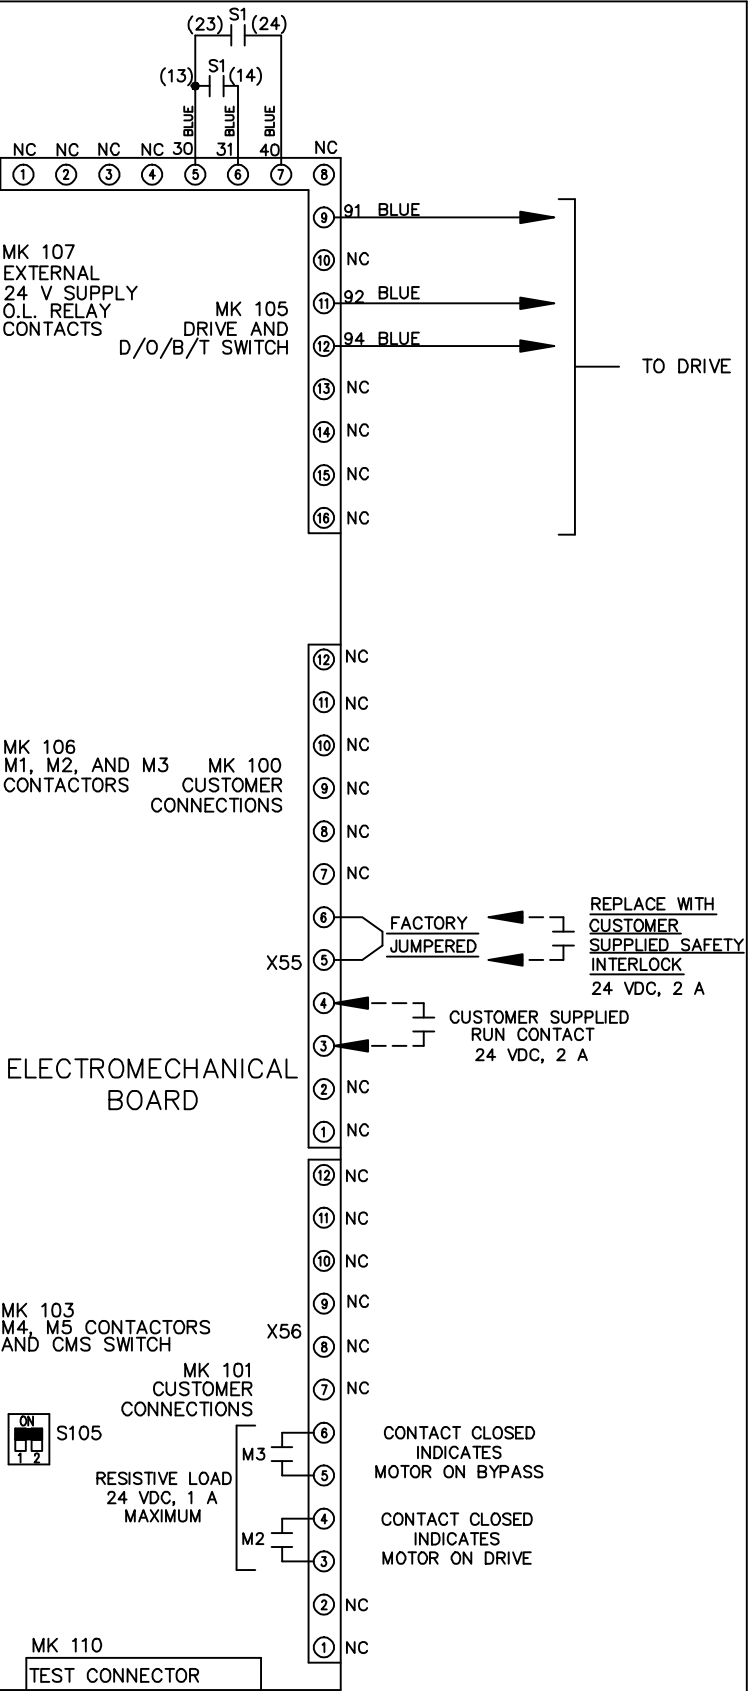 S1
(23) (24)
S1
(13) (14)
BLUE BLUE BLUE
NC NC NC NC 30 31 40 NC
1 2 3 4 5 6 7 8
9 91 BLUE
MK 107
EXTERNAL
24 V SUPPLY
O.L. RELAY
CONTACTS
10 NC
MK 105
DRIVE AND
D/O/B/T SWITCH
11 92 BLUE
12 94 BLUE
TO DRIVE
13 NC
14 NC
15 NC
16 NC
12 NC
11 NC
MK 106
M1, M2, AND M3
CONTACTORS
MK 100
CUSTOMER
CONNECTIONS
10 NC
9 NC
8 NC
7 NC
6
FACTORY
JUMPERED
REPLACE WITH
CUSTOMER
SUPPLIED SAFETY
INTERLOCK
24 VDC, 2 A
X55
5
4
CUSTOMER SUPPLIED
RUN CONTACT
24 VDC, 2 A
3
ELECTROMECHANICAL
BOARD
2 NC
1 NC
12 NC
11 NC
10 NC
9 NC
MK 103
M4, M5 CONTACTORS
AND CMS SWITCH
X56
8 NC
MK 101
CUSTOMER
CONNECTIONS
7 NC
ON
1 2
S105
6
M3
5
CONTACT CLOSED
INDICATES
MOTOR ON BYPASS
RESISTIVE LOAD
24 VDC, 1 A
MAXIMUM
4
M2
3
CONTACT CLOSED
INDICATES
MOTOR ON DRIVE
2 NC
1 NC
MK 110
TEST CONNECTOR